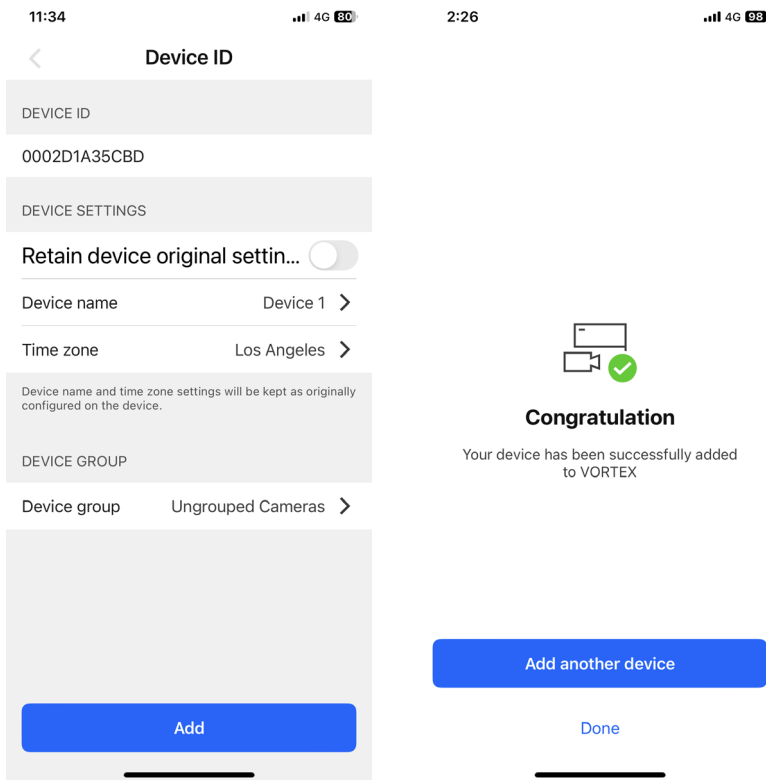 11:34
4G 80
Device ID
DEVICE ID
0002D1A35CBD
DEVICE SETTINGS
Retain device original settin...
Device name Device 1
Time zone Los Angeles
Device name and time zone settings will be kept as originally
configured on the device.
DEVICE GROUP
Device group Ungrouped Cameras
Add
2:26
4G 98
Congratulation
Your device has been successfully added
to VORTEX
Add another device
Done